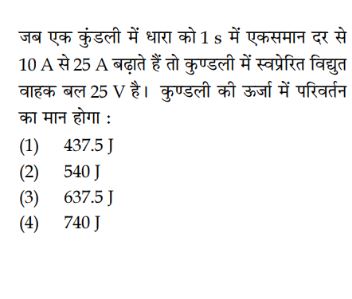 जब एक कुंडली में धारा को 1 s में एकसमान दर से
10 A से 25 A बढ़ाते हैं तो कुण्डली में स्वप्रेरित विद्युत
वाहक बल 25 V है। कुण्डली की ऊर्जा में परिवर्तन
का मान होगा :
(1) 437.5 J
(2) 540 J
(3) 637.5 J
(4) 740 J